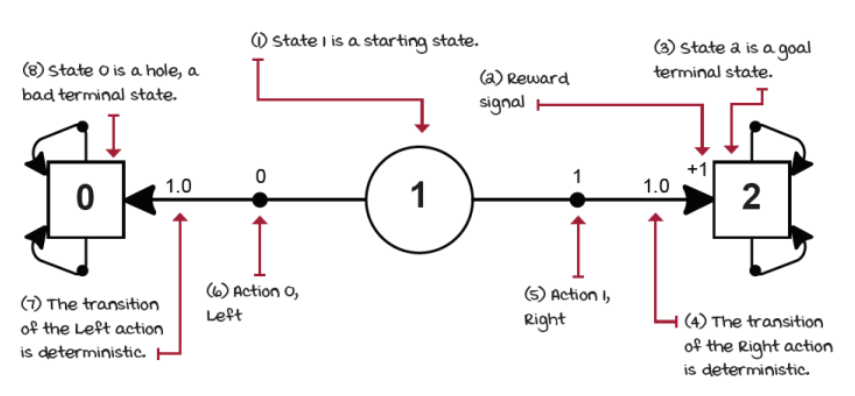 (1) State 1 is a starting state.
(8) State 0 is a hole, a
bad terminal state.
(2) Reward
signal
(3) State 2 is a goal
terminal state.
0
1.0
0
1
1
1.0
+1
2
(7) The transition
of the Left action
is deterministic.
(6) Action 0,
Left
(5) Action 1,
Right
(4) The transition
of the Right action
is deterministic.